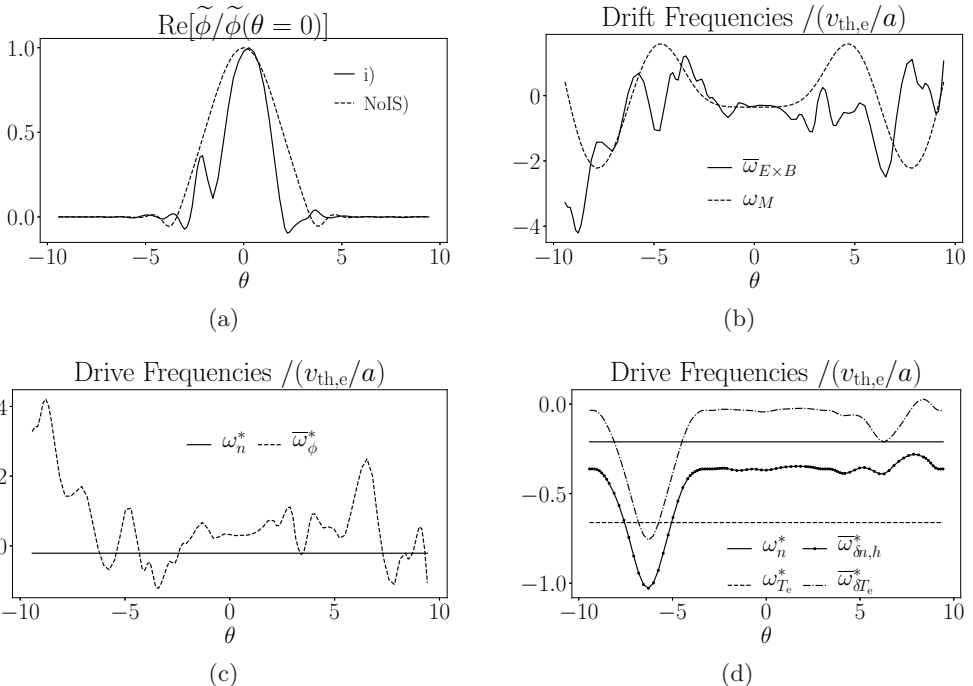 Re[ϕ̃/ϕ̃(θ = 0)]
1.0
0.5
0.0
i)
NoIS)
−10 −5 0 5 10
θ
(a)
Drift Frequencies /(v_th,e/a)
0
−2
−4
ω̅_E×B
ω_M
−10 −5 0 5 10
θ
(b)
Drive Frequencies /(v_th,e/a)
4
2
0
ω*_n ω̅*_ϕ
−10 −5 0 5 10
θ
(c)
Drive Frequencies /(v_th,e/a)
0.0
−0.5
−1.0
ω*_n ω̅*_δn,h
ω*_T_e ω̅*_δT_e
−10 −5 0 5 10
θ
(d)